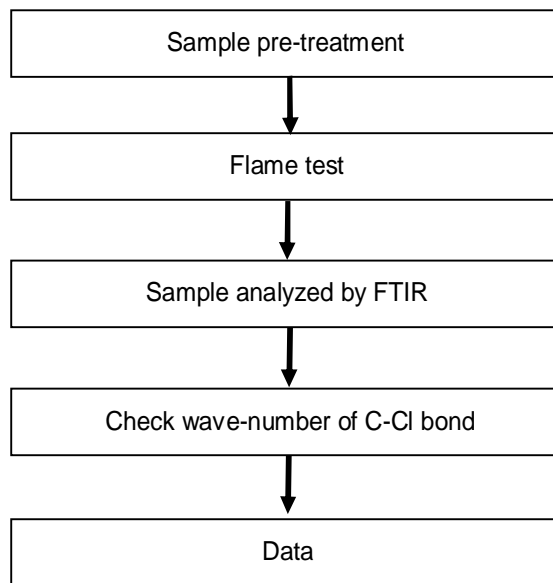 Sample pre-treatment
Flame test
Sample analyzed by FTIR
Check wave-number of C-Cl bond
Data